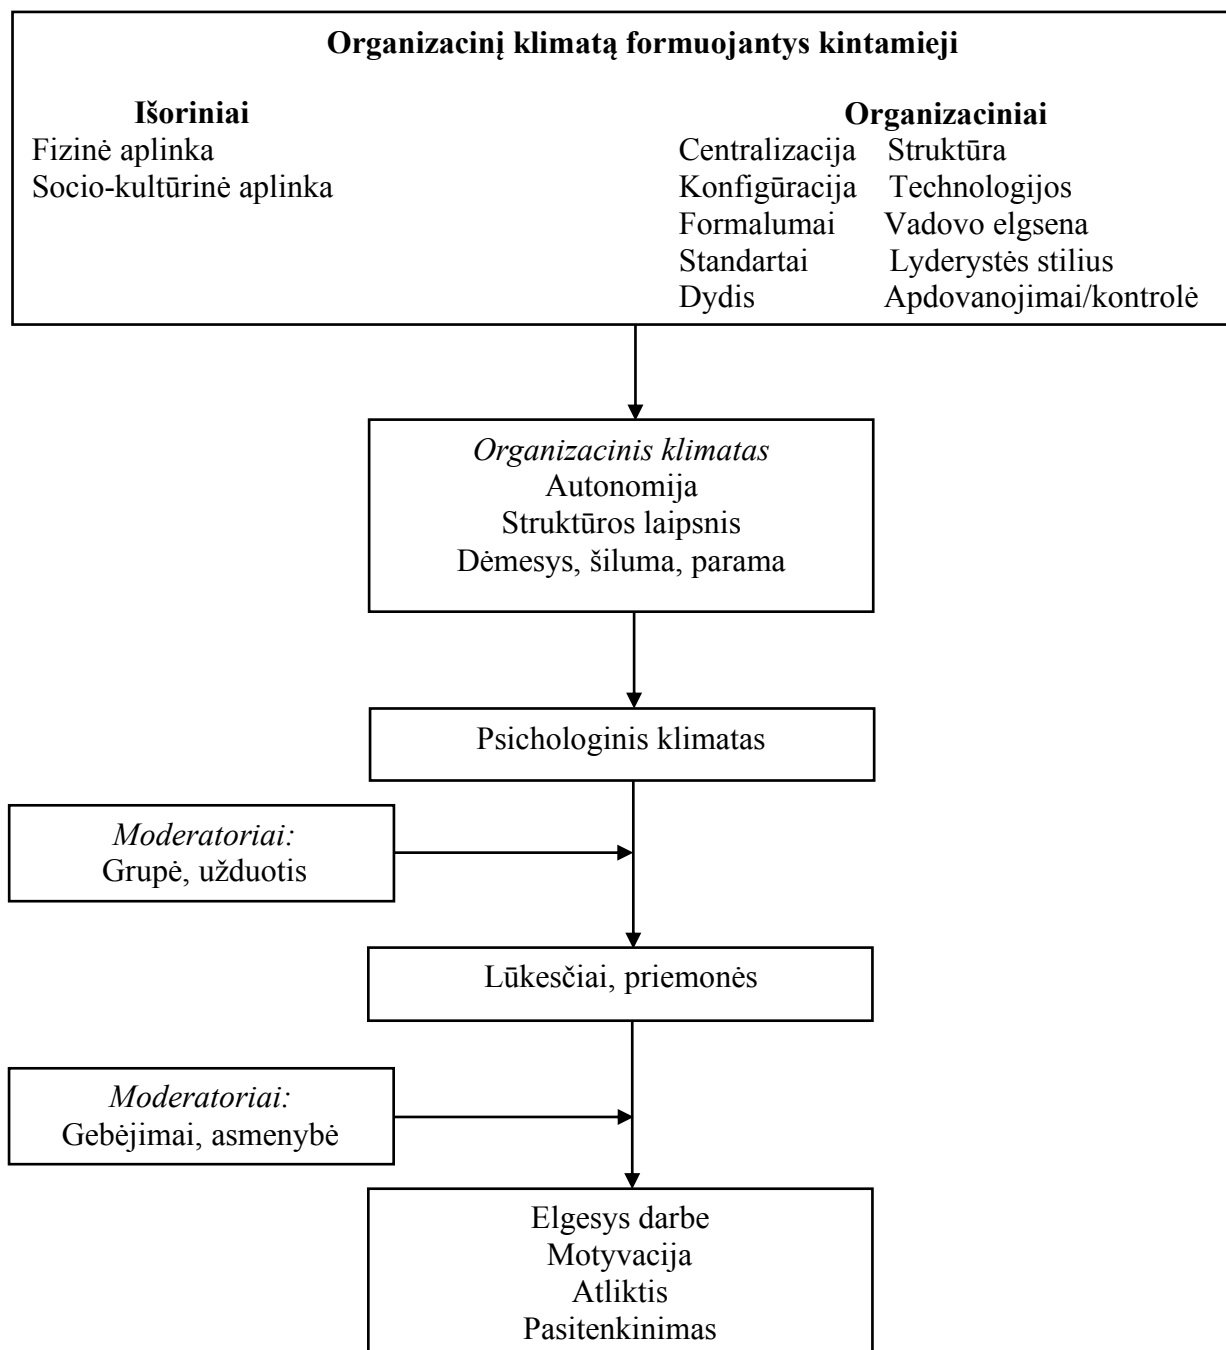 Organizacinį klimatą formuojantys kintamieji
Išoriniai
Fizinė aplinka
Socio-kultūrinė aplinka
Organizaciniai
Centralizacija Struktūra
Konfigūracija Technologijos
Formalumai Vadovo elgsena
Standartai Lyderystės stilius
Dydis Apdovanojimai/kontrolė
Organizacinis klimatas
Autonomija
Struktūros laipsnis
Dėmesys, šiluma, parama
Psichologinis klimatas
Moderatoriai:
Grupė, užduotis
Lūkesčiai, priemonės
Moderatoriai:
Gebėjimai, asmenybė
Elgesys darbe
Motyvacija
Atliktis
Pasitenkinimas